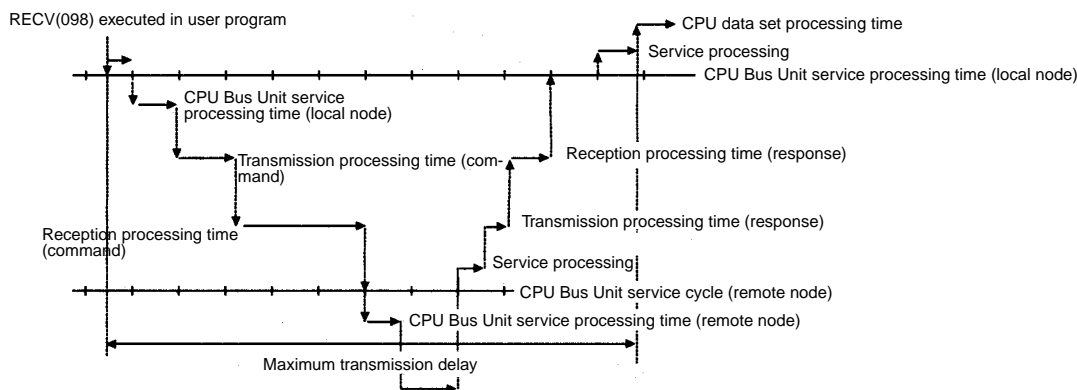 RECV(098) executed in user program
CPU data set processing time
Service processing
CPU Bus Unit service processing time (local node)
CPU Bus Unit service
processing time (local node)
Transmission processing time (com-
mand)
Reception processing time (response)
Reception processing time
(command)
Transmission processing time (response)
Service processing
CPU Bus Unit service cycle (remote node)
CPU Bus Unit service processing time (remote node)
Maximum transmission delay